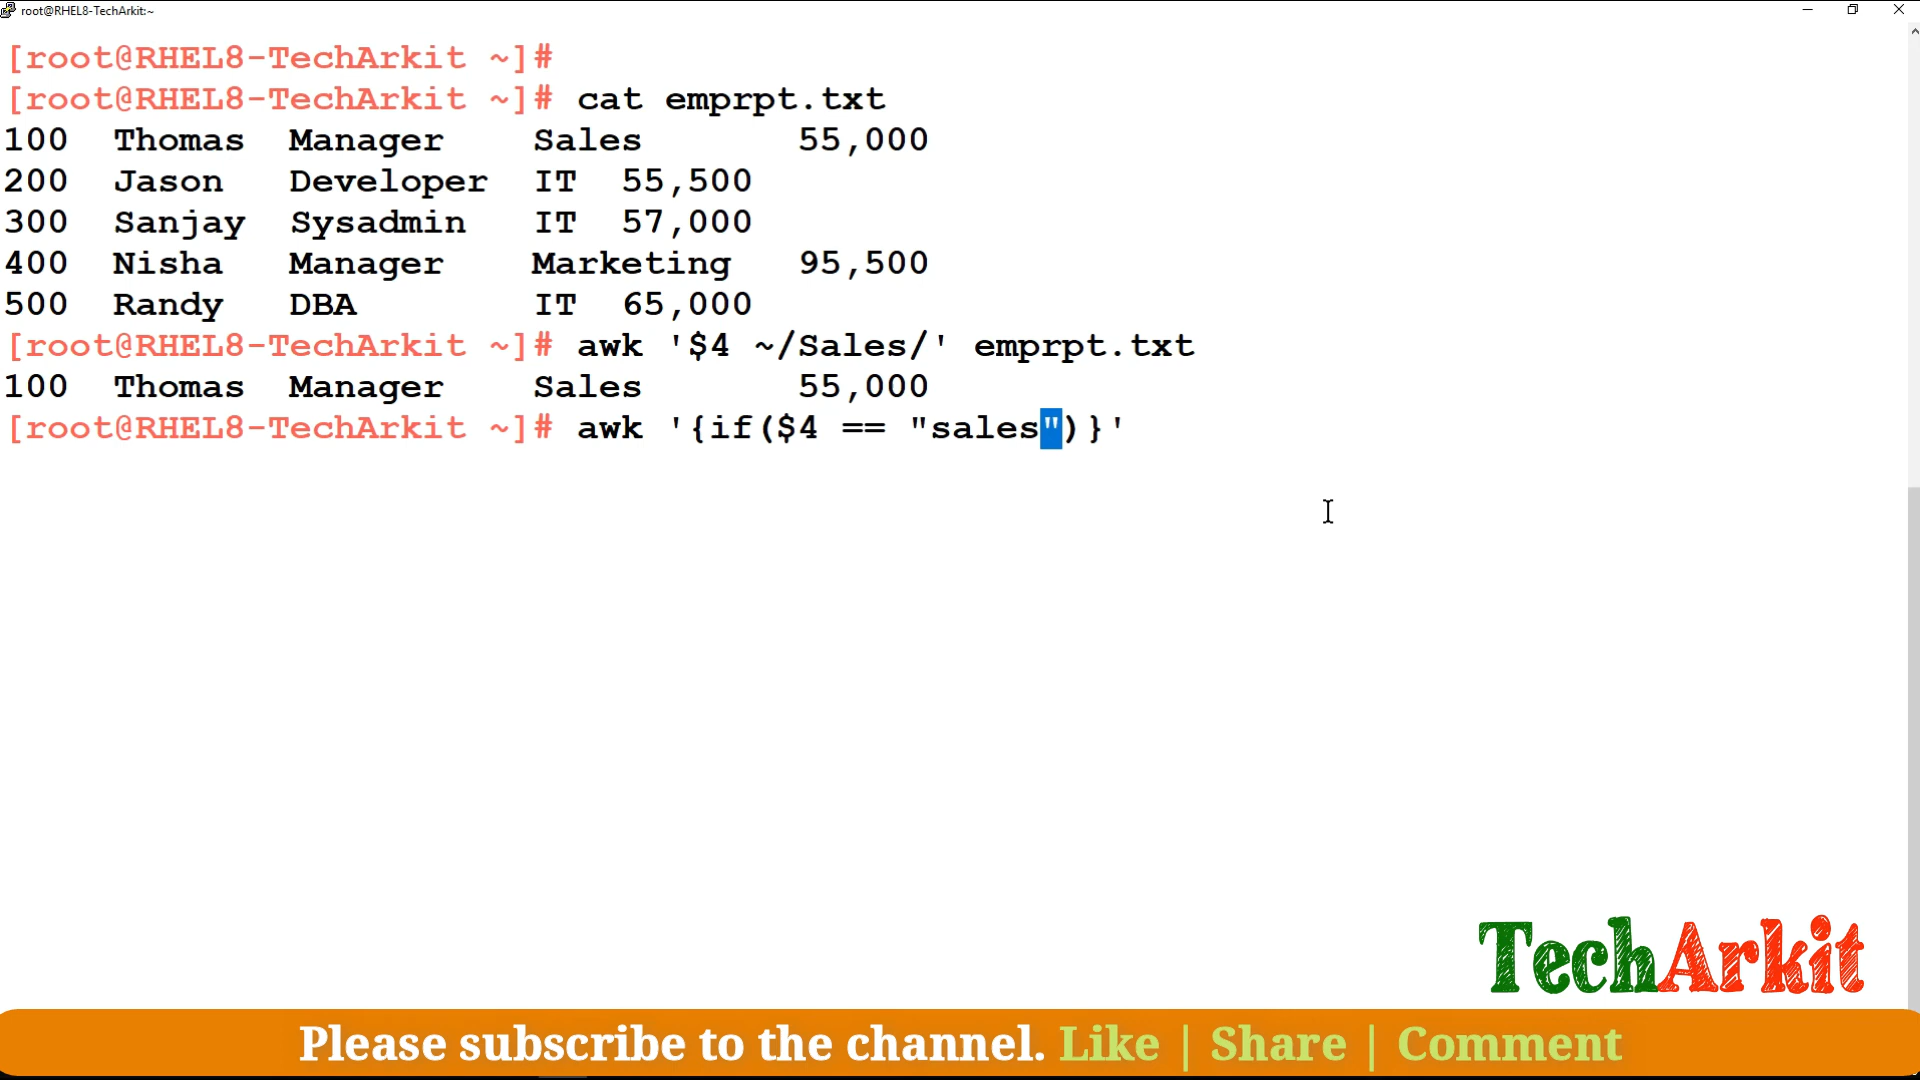 root@RHEL8-TechArkit:~
[root@RHEL8-TechArkit ~]#
[root@RHEL8-TechArkit ~]# cat emprpt.txt
100  Thomas  Manager    Sales       55,000
200  Jason   Developer  IT  55,500
300  Sanjay  Sysadmin   IT  57,000
400  Nisha   Manager    Marketing   95,500
500  Randy   DBA        IT  65,000
[root@RHEL8-TechArkit ~]# awk '$4 ~/Sales/' emprpt.txt
100  Thomas  Manager    Sales       55,000
[root@RHEL8-TechArkit ~]# awk '{if($4 == "sales")}'
TechArkit
Please subscribe to the channel. Like | Share | Comment